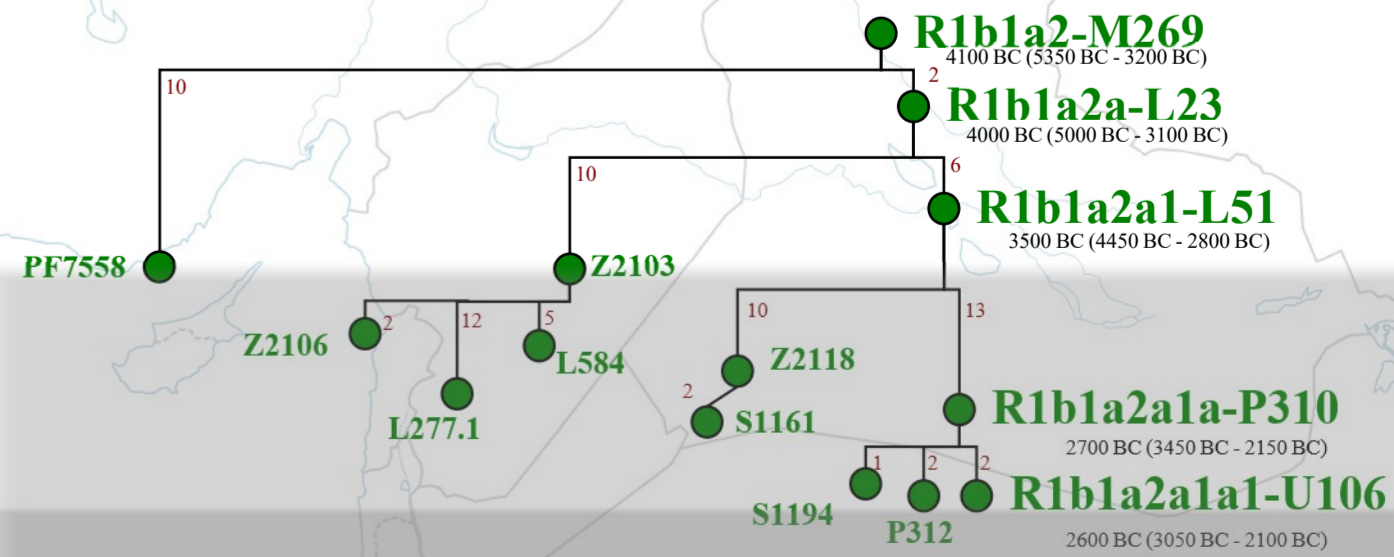 R1b1a2-M269
4100 BC (5350 BC - 3200 BC)
10
2
R1b1a2a-L23
4000 BC (5000 BC - 3100 BC)
10
6
R1b1a2a1-L51
3500 BC (4450 BC - 2800 BC)
PF7558
Z2103
10
13
2
12
5
Z2106
L584
Z2118
2
L277.1
S1161
R1b1a2a1a-P310
2700 BC (3450 BC - 2150 BC)
1
2
2
R1b1a2a1a1-U106
S1194
P312
2600 BC (3050 BC - 2100 BC)